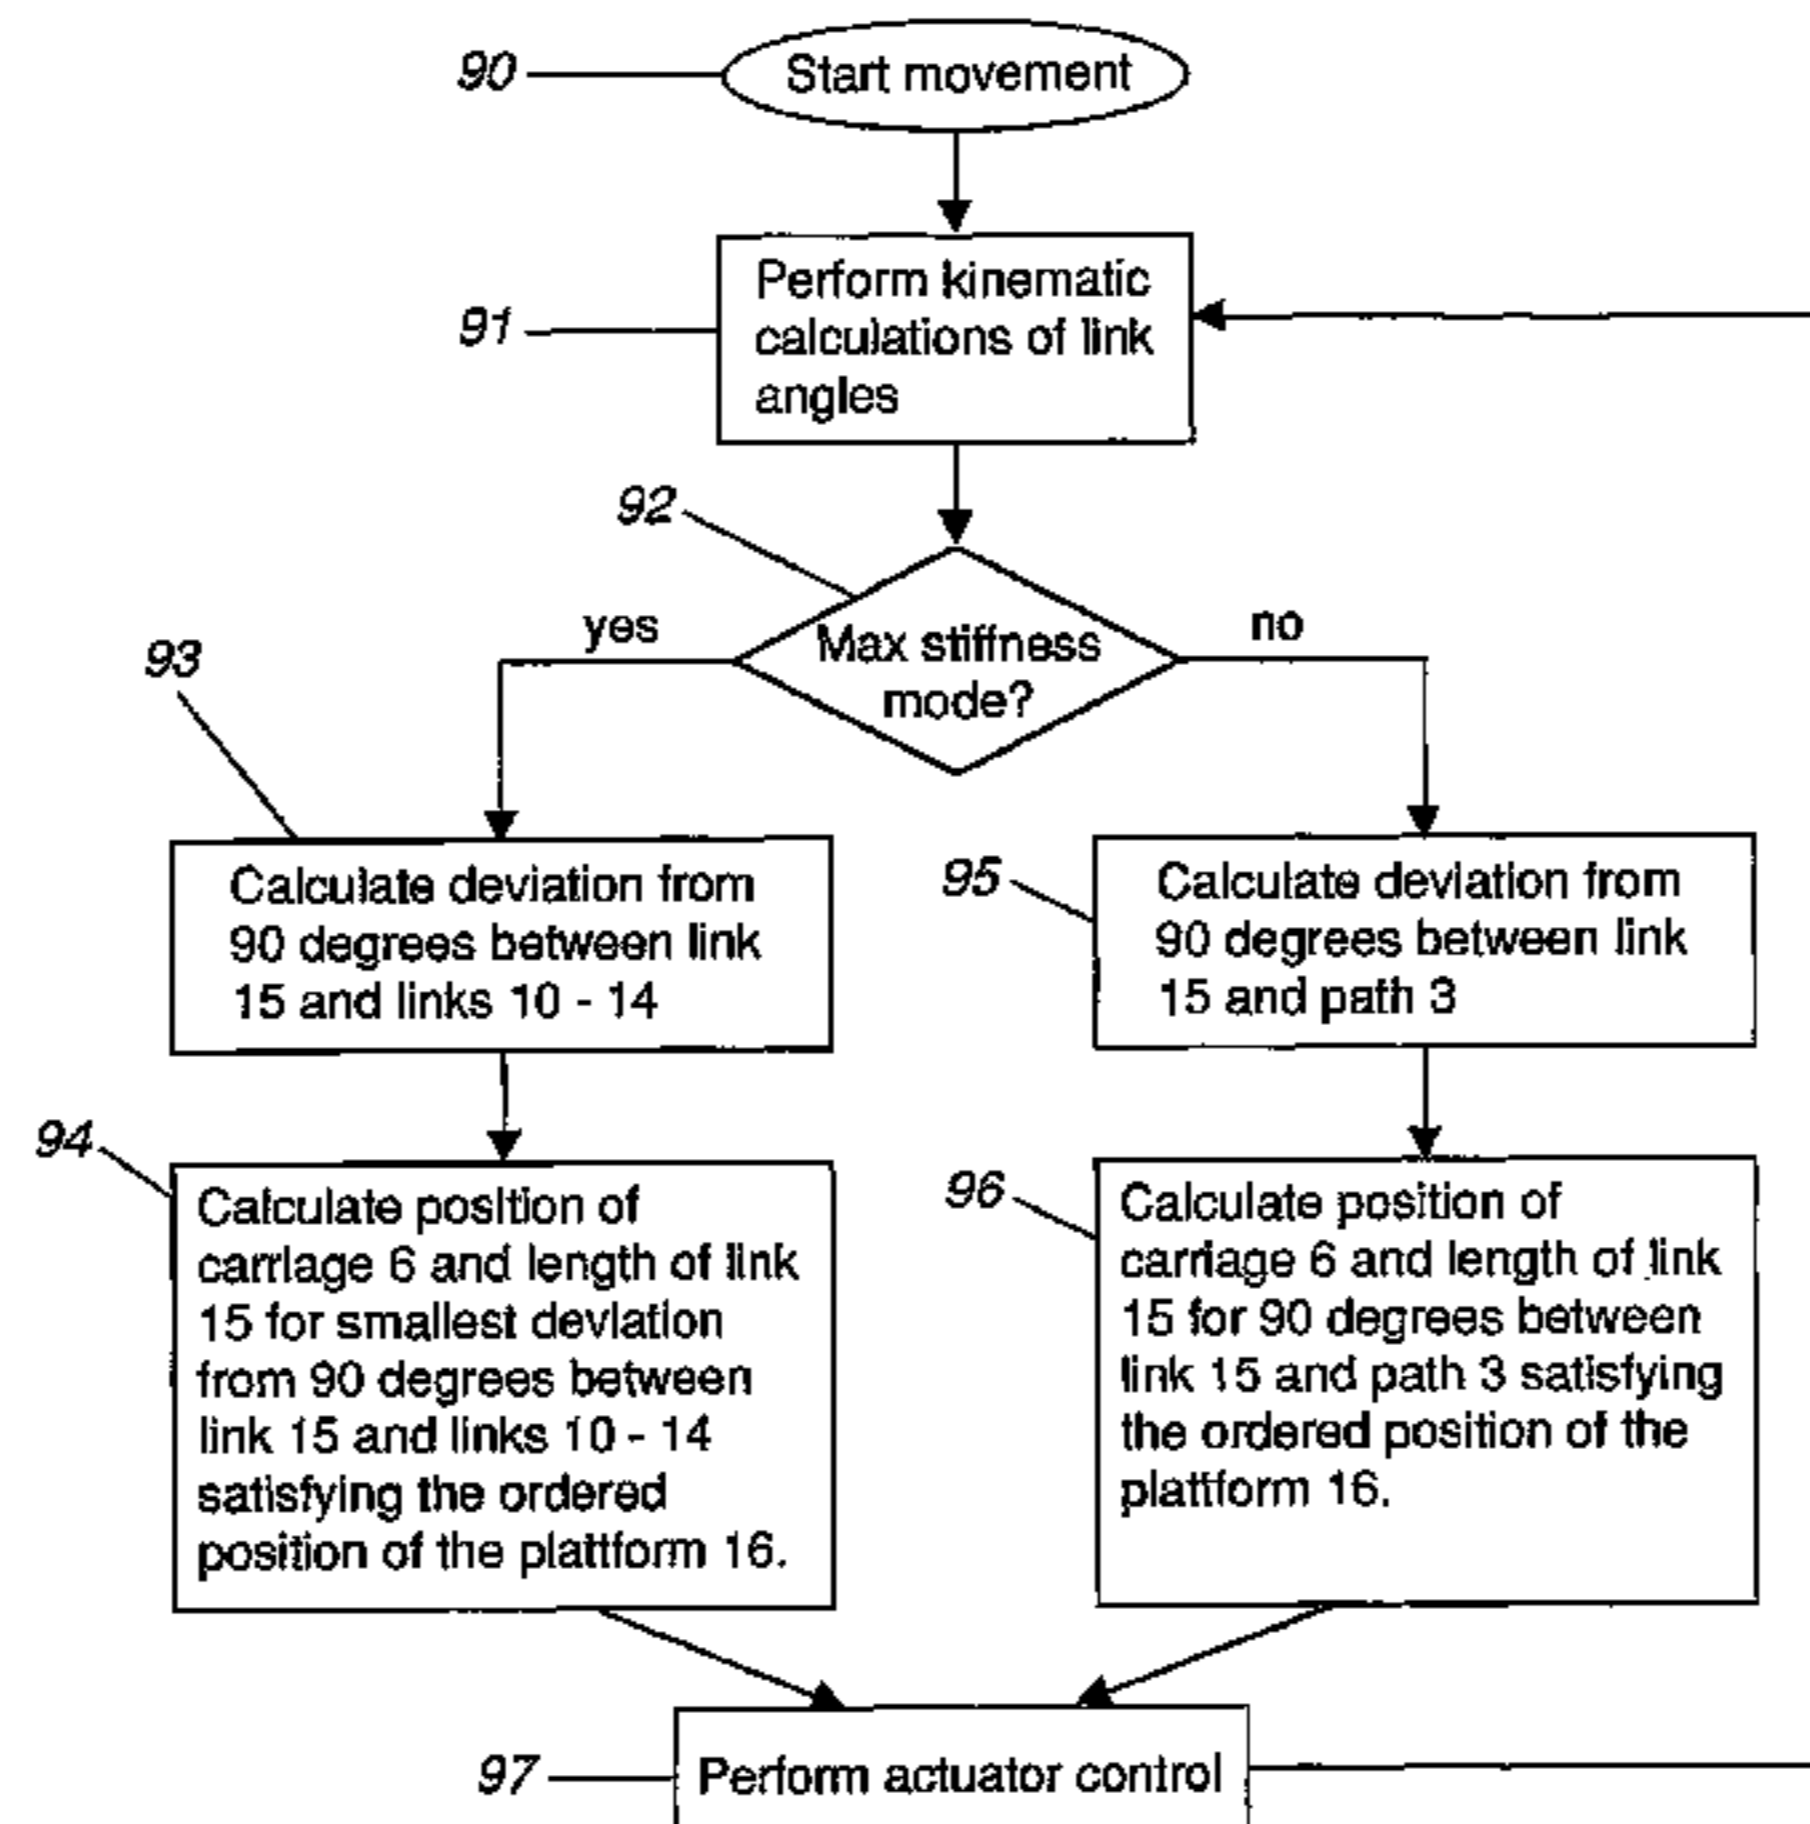 90
Start movement
91
Perform kinematic
calculations of link
angles
92
Max stiffness
mode?
yes
no
93
Calculate deviation from
90 degrees between link
15 and links 10 - 14
95
Calculate deviation from
90 degrees between link
15 and path 3
94
Calculate position of
carriage 6 and length of link
15 for smallest deviation
from 90 degrees between
link 15 and links 10 - 14
satisfying the ordered
position of the plattform 16.
96
Calculate position of
carriage 6 and length of link
15 for 90 degrees between
link 15 and path 3 satisfying
the ordered position of the
plattform 16.
97
Perform actuator control